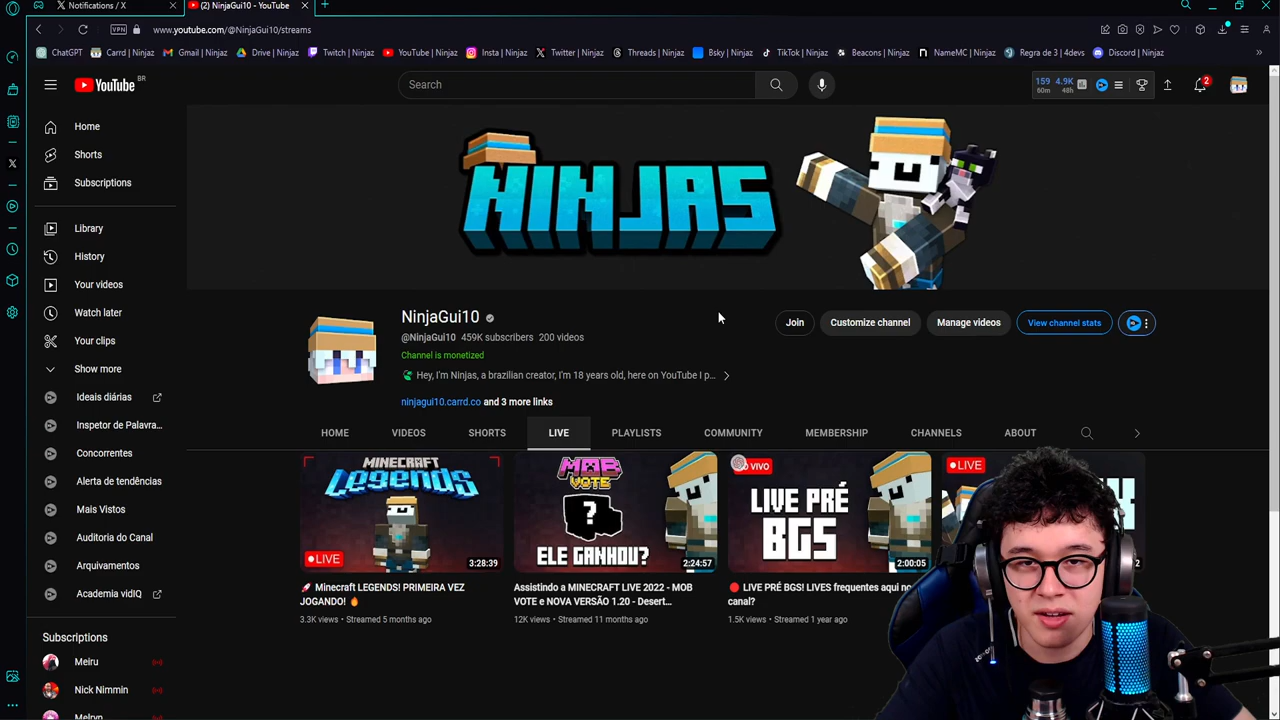 Notifications / X
(2) NinjaGui10 - YouTube
VPN
www.youtube.com/@NinjaGui10/streams
ChatGPT
Carrd | Ninjaz
Gmail | Ninjaz
Drive | Ninjaz
Twitch | Ninjaz
YouTube | Ninjaz
Insta | Ninjaz
Twitter | Ninjaz
Threads | Ninjaz
Bsky | Ninjaz
TikTok | Ninjaz
Beacons | Ninjaz
NameMC | Ninjaz
Regra de 3 | 4devs
Discord | Ninjaz
YouTube BR
Search
159 60m
4.9K 48h
2
Home
Shorts
Subscriptions
Library
History
Your videos
Watch later
Your clips
Show more
Ideais diárias
Inspetor de Palavra...
Concorrentes
Alerta de tendências
Mais Vistos
Auditoria do Canal
Arquivamentos
Academia vidIQ
Subscriptions
Meiru
Nick Nimmin
Melryn
NINJAS
NinjaGui10
@NinjaGui10 459K subscribers 200 videos
Channel is monetized
Hey, I'm Ninjas, a brazilian creator, I'm 18 years old, here on YouTube I p...
ninjagui10.carrd.co and 3 more links
Join
Customize channel
Manage videos
View channel stats
HOME
VIDEOS
SHORTS
LIVE
PLAYLISTS
COMMUNITY
MEMBERSHIP
CHANNELS
ABOUT
MINECRAFT
Legends
LIVE
3:28:39
🚀 Minecraft LEGENDS! PRIMEIRA VEZ
JOGANDO! 🔥
3.3K views • Streamed 5 months ago
MOB
VOTE
?
ELE GANHOU?
2:24:57
Assistindo a MINECRAFT LIVE 2022 - MOB
VOTE e NOVA VERSÃO 1.20 - Desert...
12K views • Streamed 11 months ago
VIVO
LIVE PRÉ
BGS
2:00:05
🔴 LIVE PRÉ BGS! LIVES frequentes aqui no
canal?
1.5K views • Streamed 1 year ago
LIVE